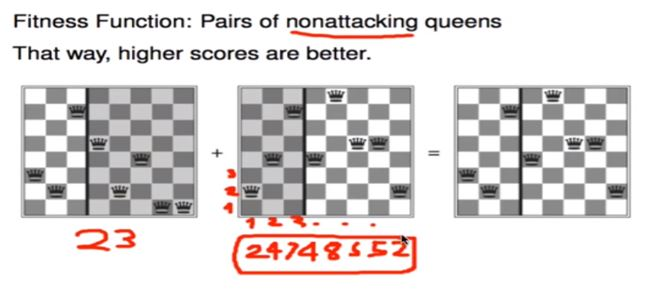 Fitness Function: Pairs of nonattacking queens
That way, higher scores are better.
+ =
3
2
1
1 2 3 . . .
23
24748552